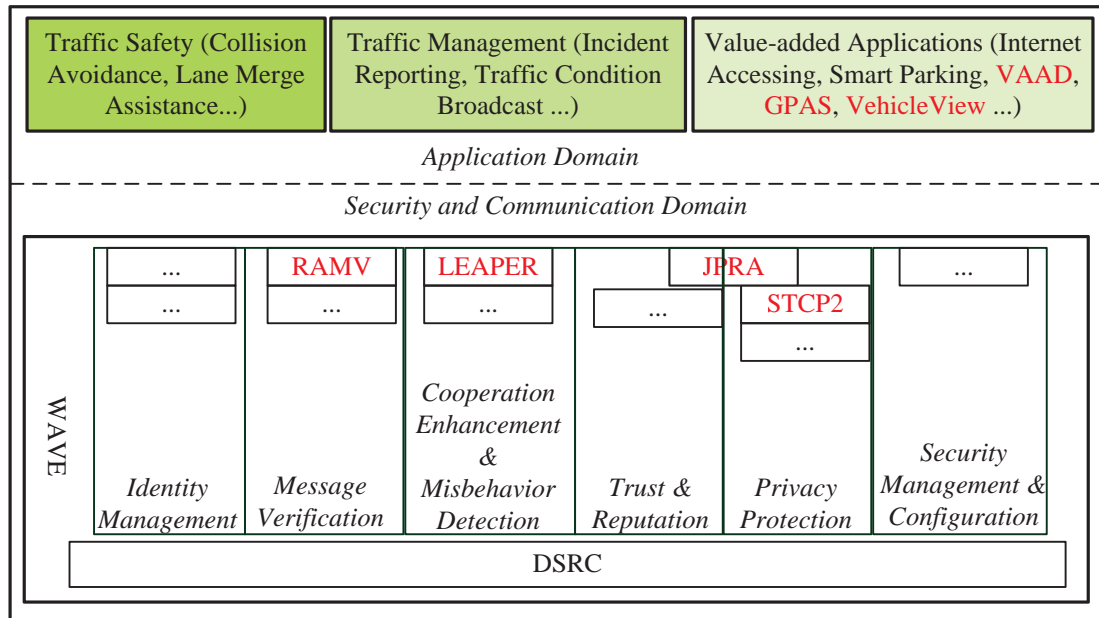 Traffic Safety (Collision
Avoidance, Lane Merge
Assistance...)
Traffic Management (Incident
Reporting, Traffic Condition
Broadcast ...)
Value-added Applications (Internet
Accessing, Smart Parking, VAAD,
GPAS, VehicleView ...)
Application Domain
Security and Communication Domain
WAVE
...
...
Identity
Management
RAMV
...
Message
Verification
LEAPER
...
Cooperation
Enhancement
&
Misbehavior
Detection
JPRA
...
Trust &
Reputation
STCP2
...
Privacy
Protection
...
Security
Management &
Configuration
DSRC